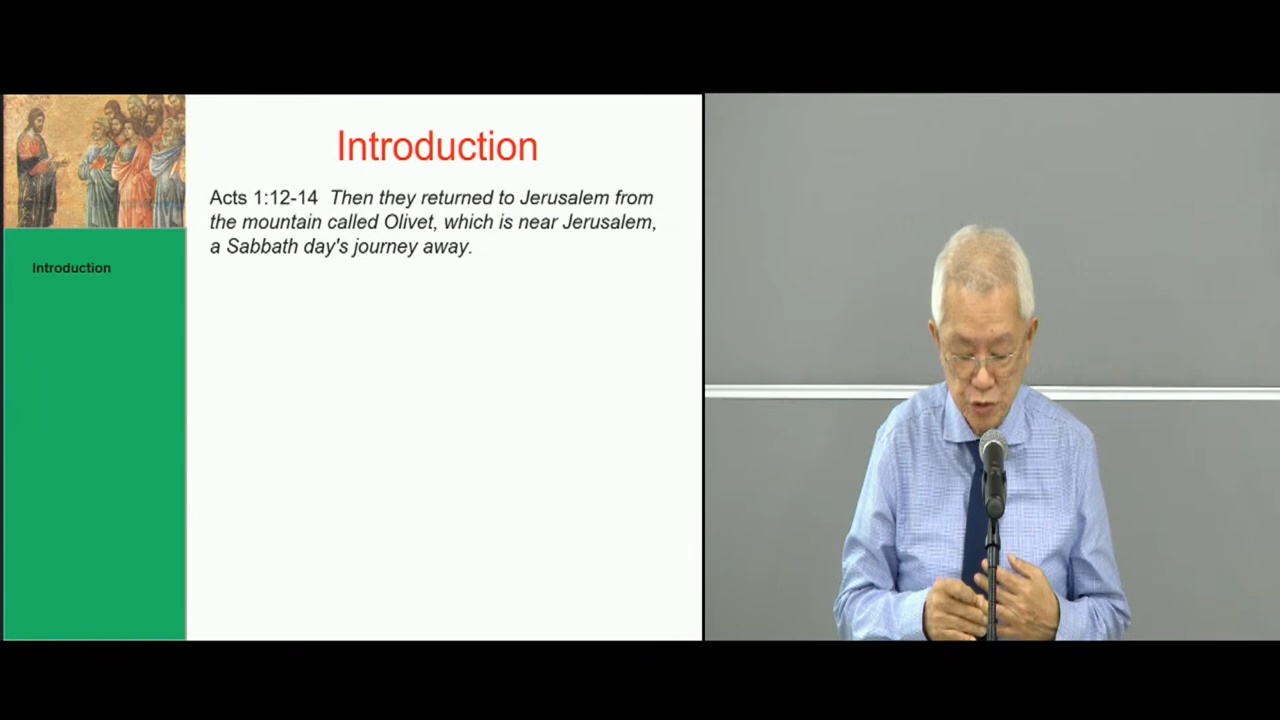 Introduction
Acts 1:12-14 Then they returned to Jerusalem from
the mountain called Olivet, which is near Jerusalem,
a Sabbath day's journey away.
Introduction